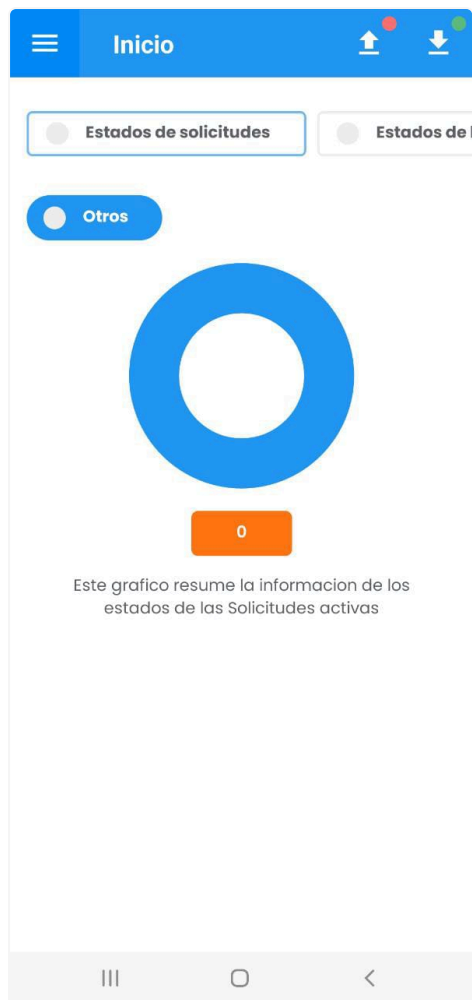 Inicio
Estados de solicitudes
Estados de
Otros
0
Este grafico resume la informacion de los
estados de las Solicitudes activas